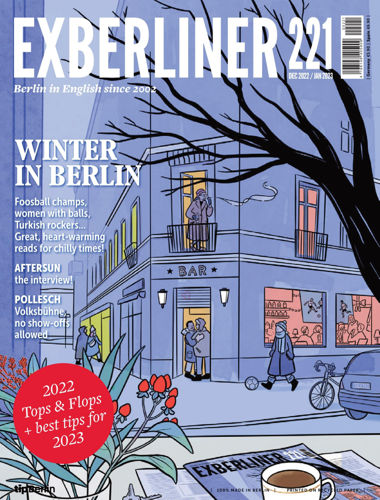 EXBERLINER 221
DEC 2022 / JAN 2023
Berlin in English since 2002
WINTER
IN BERLIN
Foosball champs,
women with balls,
Turkish rockers...
Great, heart-warming
reads for chilly times!
AFTERSUN
the interview!
POLLESCH
Volksbühne,
no show-offs
allowed
BAR
2022
Tops & Flops
+ best tips for
2023
EXBERLINER
tipBerlin
| 100% MADE IN BERLIN | PRINTED ON RECYCLED PAPER